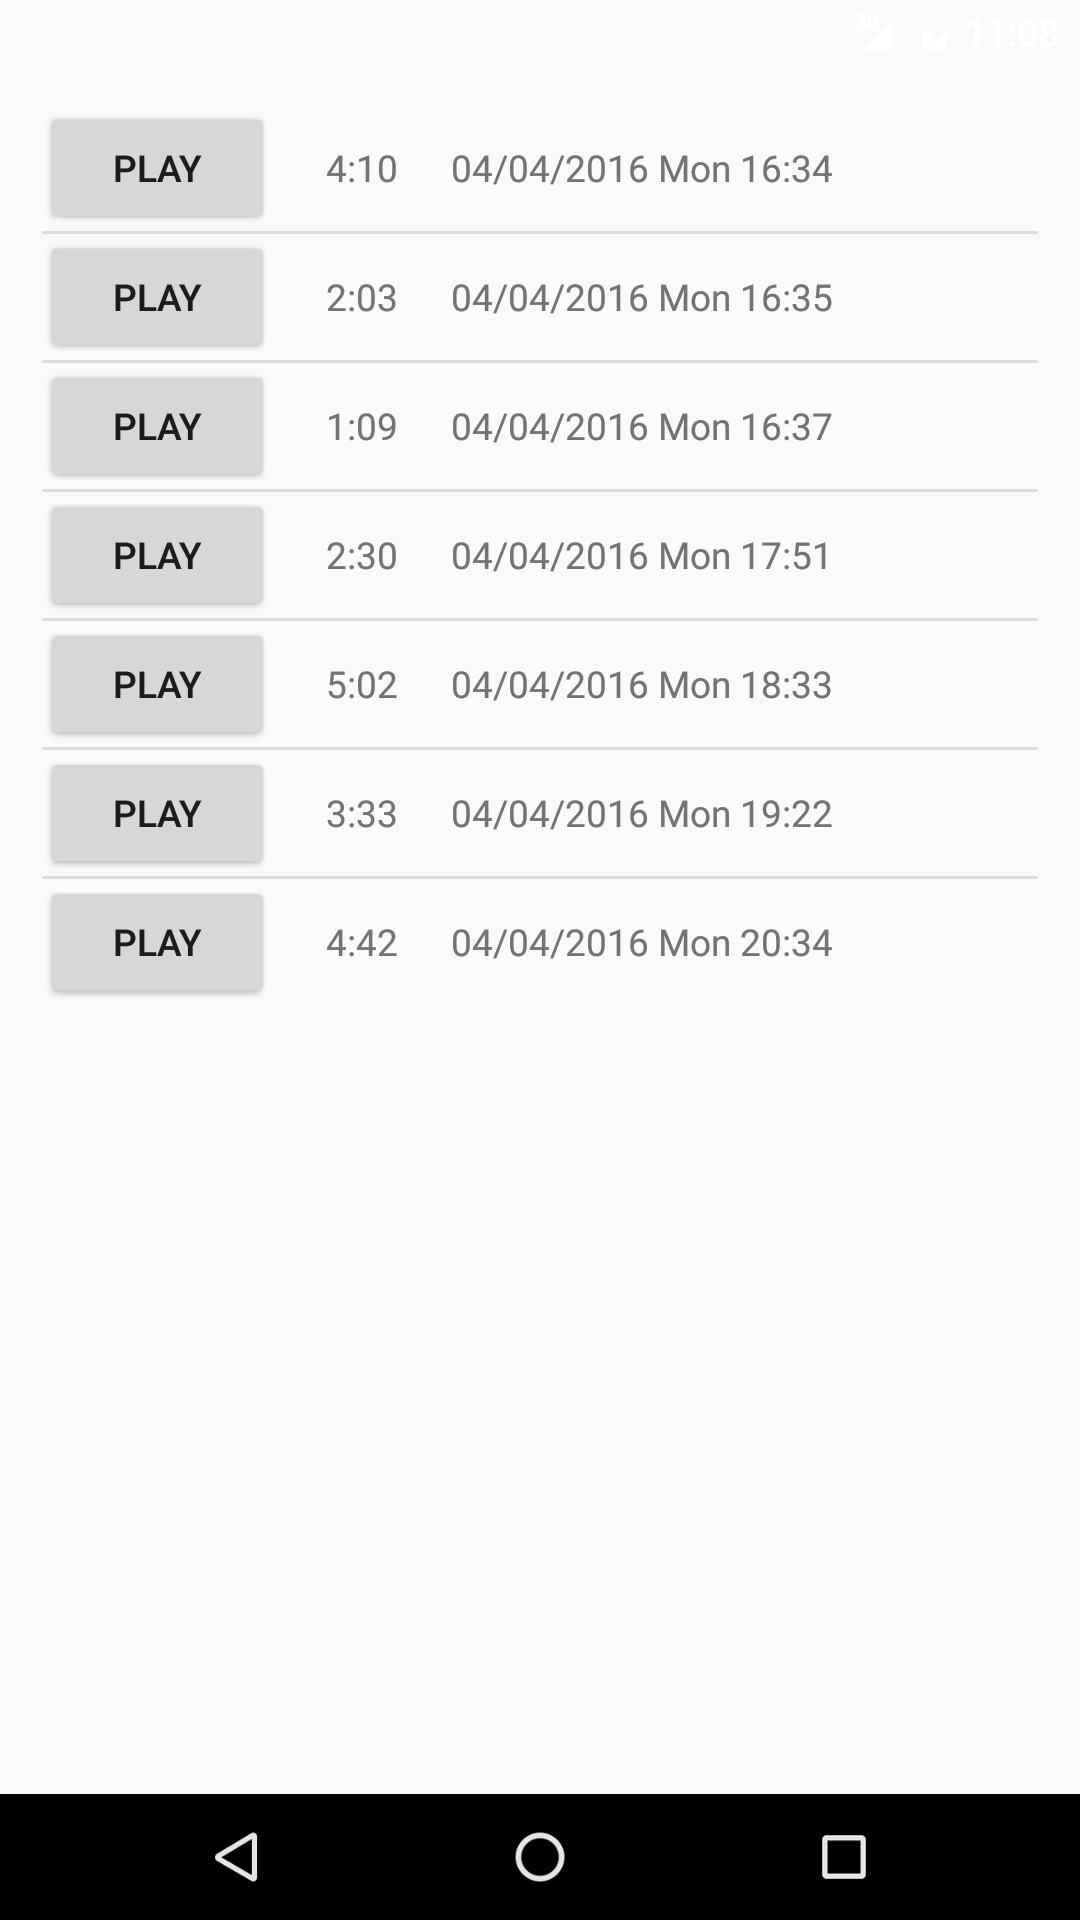 3G 11:08
PLAY 4:10 04/04/2016 Mon 16:34
PLAY 2:03 04/04/2016 Mon 16:35
PLAY 1:09 04/04/2016 Mon 16:37
PLAY 2:30 04/04/2016 Mon 17:51
PLAY 5:02 04/04/2016 Mon 18:33
PLAY 3:33 04/04/2016 Mon 19:22
PLAY 4:42 04/04/2016 Mon 20:34